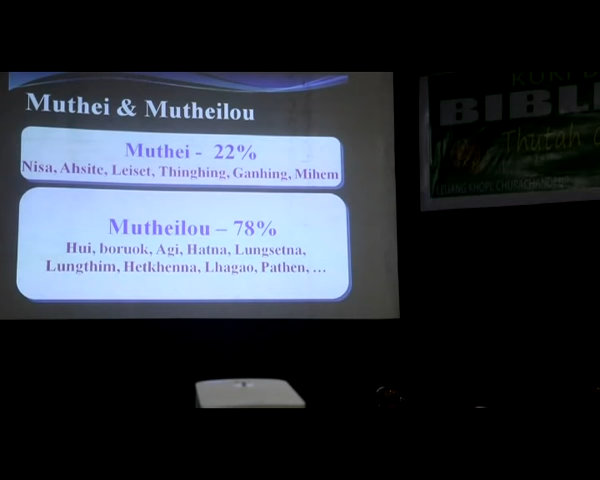 Muthei & Mutheilou
Muthei - 22%
Nisa, Ahsite, Leiset, Thinghing, Ganhing, Mihem
Mutheilou – 78%
Hui, boruok, Agi, Hatna, Lungsetna,
Lungthim, Hetkhenna, Lhagao, Pathen, …
KUKI
BIBL
Thutah